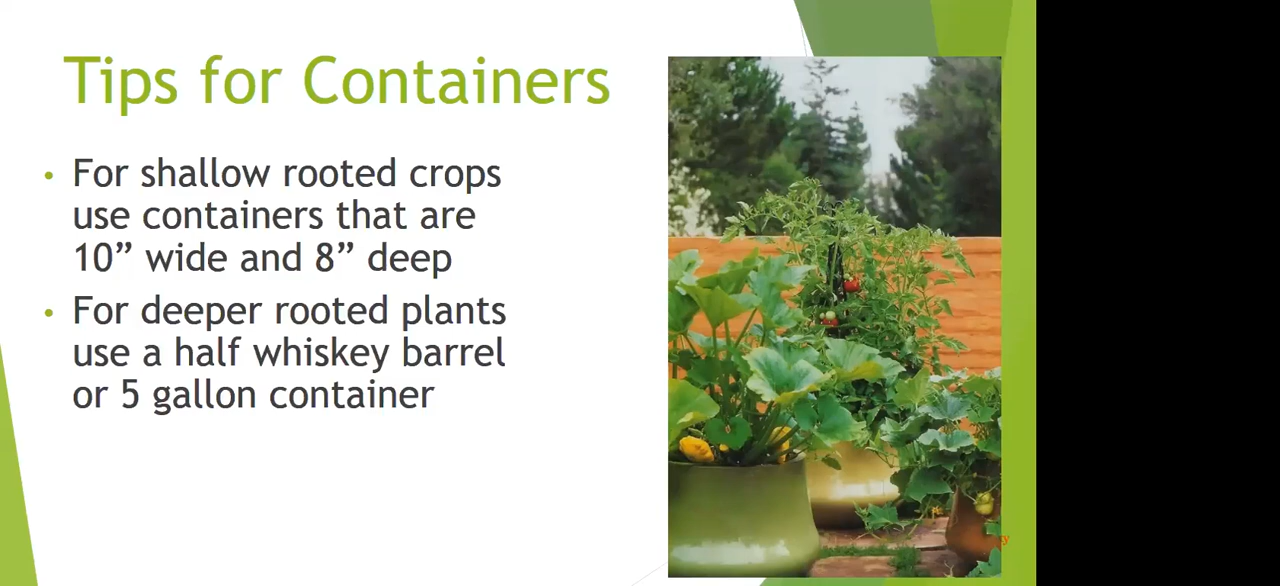 Tips for Containers
• For shallow rooted crops
use containers that are
10” wide and 8” deep
• For deeper rooted plants
use a half whiskey barrel
or 5 gallon container